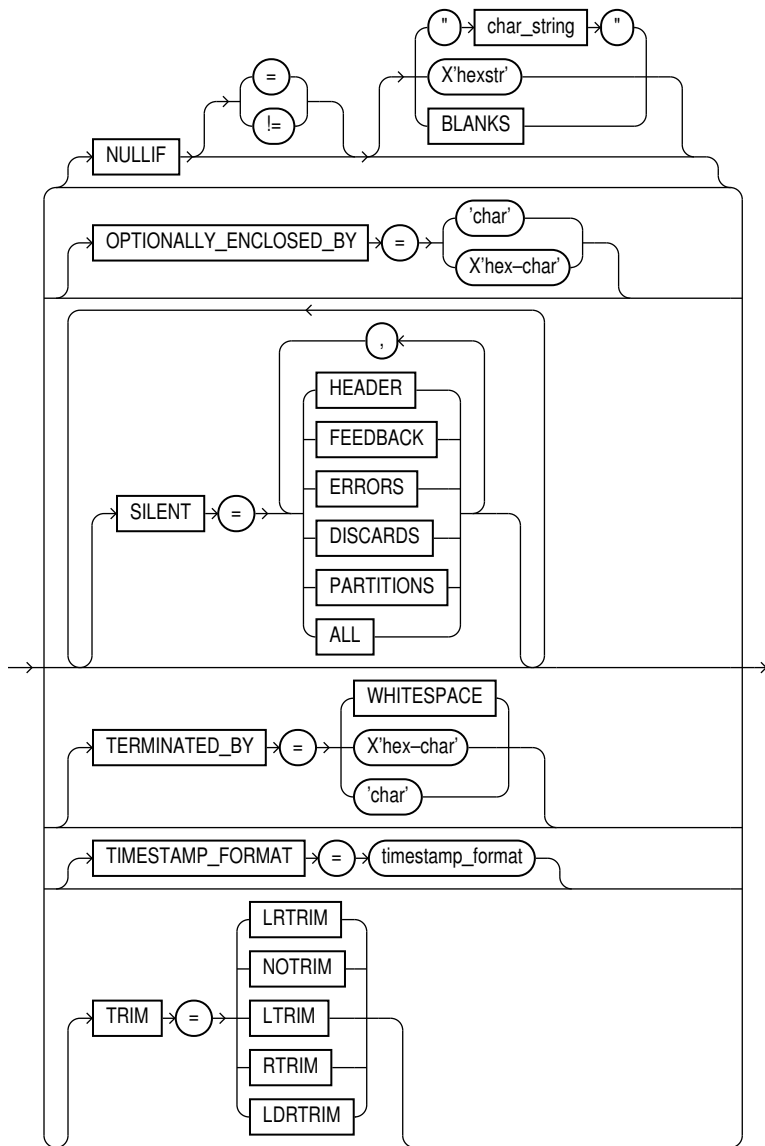 " char_string "
= X'hexstr'
!= BLANKS
NULLIF
'char'
OPTIONALLY_ENCLOSED_BY =
X'hex–char'
,
HEADER
FEEDBACK
ERRORS
SILENT =
DISCARDS
PARTITIONS
ALL
WHITESPACE
TERMINATED_BY = X'hex–char'
'char'
TIMESTAMP_FORMAT = timestamp_format
LRTRIM
NOTRIM
TRIM = LTRIM
RTRIM
LDRTRIM